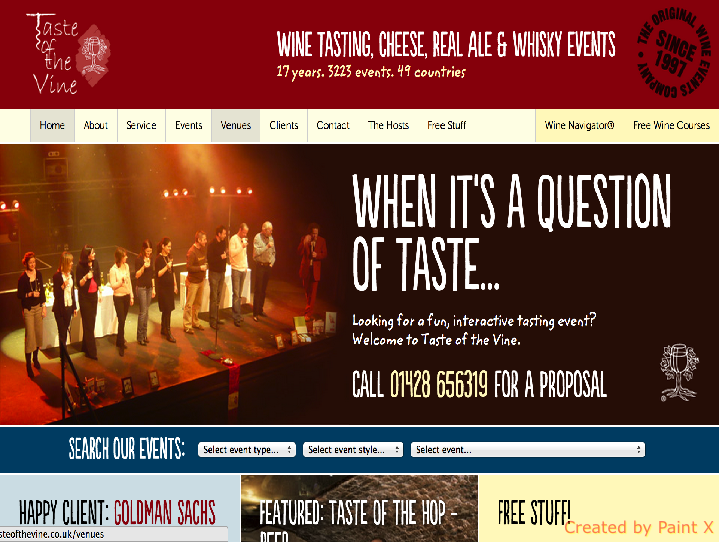 Taste
of
the
Vine
WINE TASTING, CHEESE, REAL ALE & WHISKY EVENTS
17 years. 3223 events. 49 countries
THE ORIGINAL WINE EVENTS COMPANY
SINCE
1997
Home About Service Events Venues Clients Contact The Hosts Free Stuff Wine Navigator® Free Wine Courses
WHEN IT'S A QUESTION
OF TASTE...
Looking for a fun, interactive tasting event?
Welcome to Taste of the Vine.
CALL 01428 656319 FOR A PROPOSAL
®
SEARCH OUR EVENTS: Select event type... Select event style... Select event...
HAPPY CLIENT: GOLDMAN SACHS
FEATURED: TASTE OF THE HOP -
BEER
FREE STUFF!
steofthevine.co.uk/venues
Created by Paint X